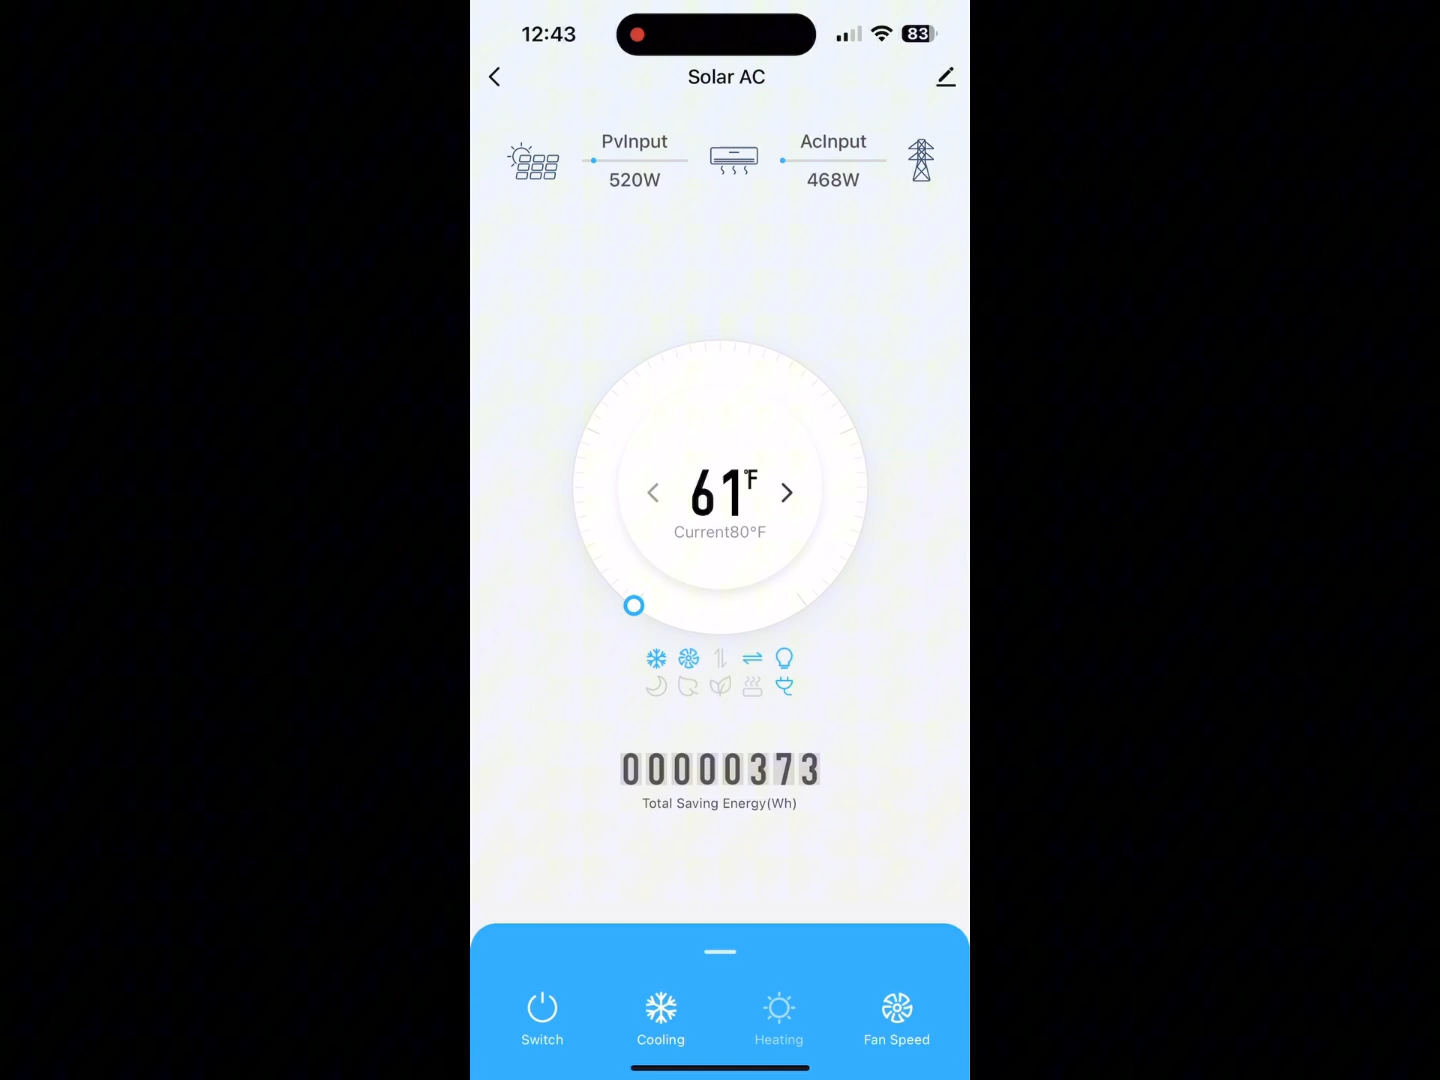 12:43
83
Solar AC
PvInput
AcInput
520W
468W
61°F
Current80°F
00000373
Total Saving Energy(Wh)
Switch
Cooling
Heating
Fan Speed